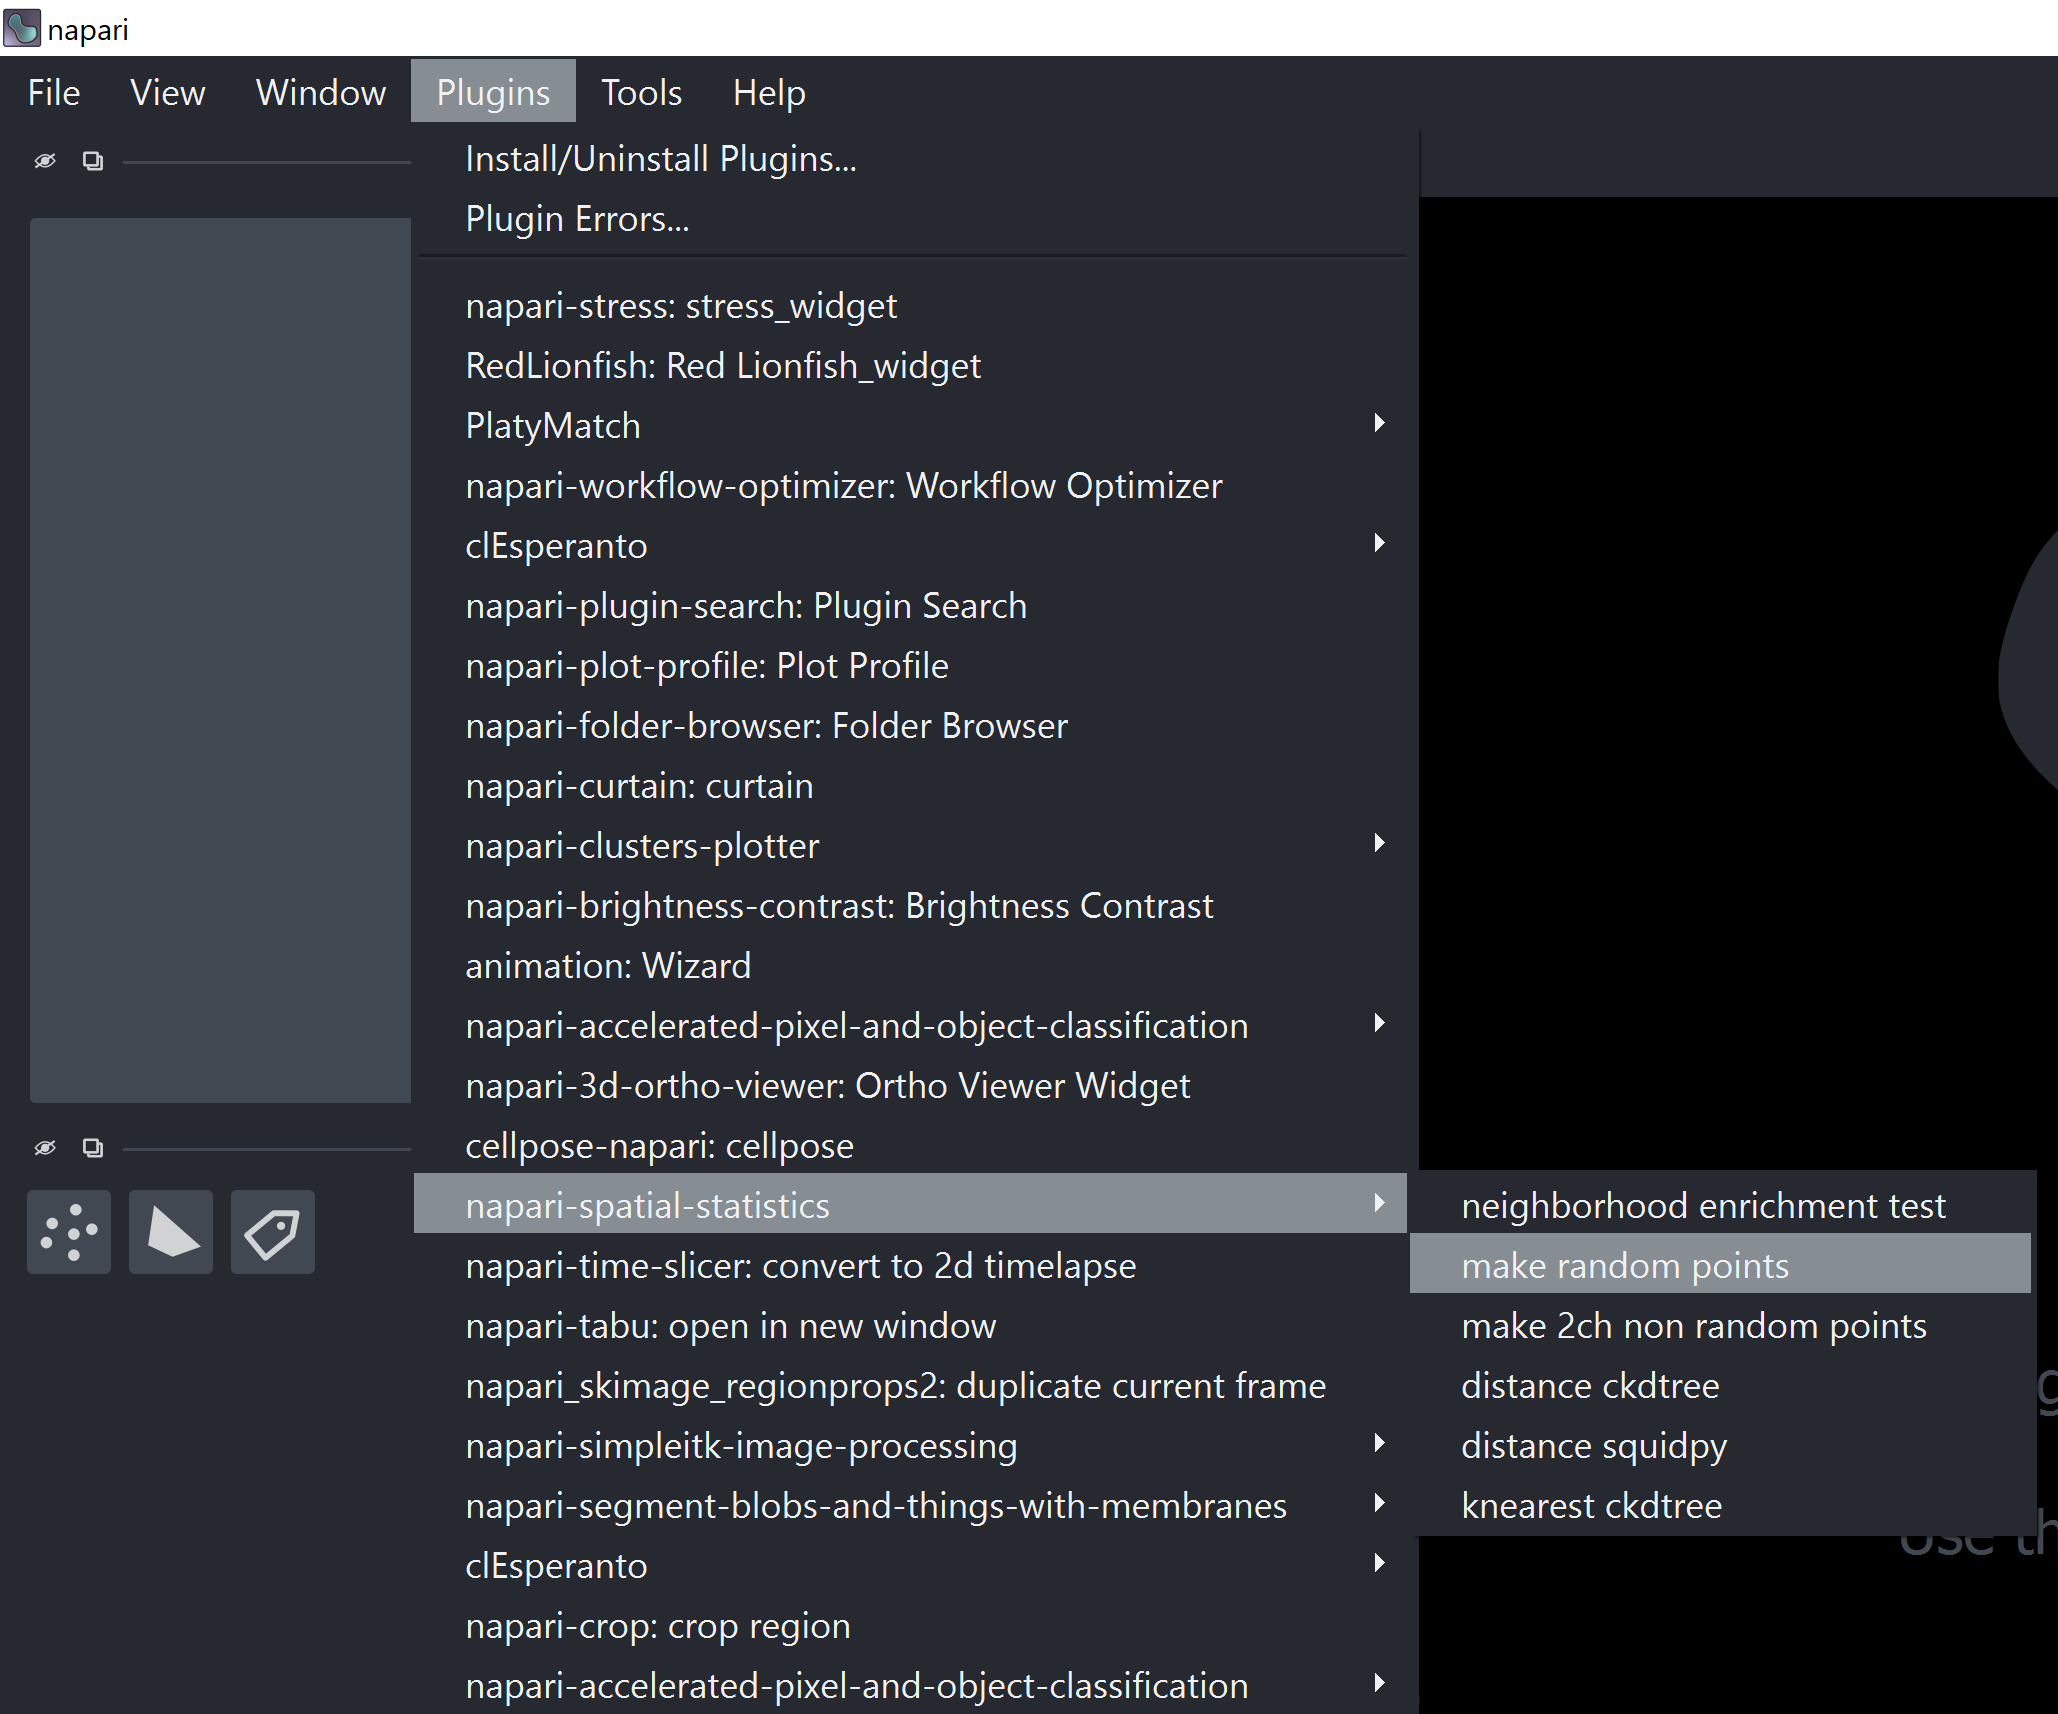 napari
File View Window Plugins Tools Help
Install/Uninstall Plugins...
Plugin Errors...
napari-stress: stress_widget
RedLionfish: Red Lionfish_widget
PlatyMatch
napari-workflow-optimizer: Workflow Optimizer
clEsperanto
napari-plugin-search: Plugin Search
napari-plot-profile: Plot Profile
napari-folder-browser: Folder Browser
napari-curtain: curtain
napari-clusters-plotter
napari-brightness-contrast: Brightness Contrast
animation: Wizard
napari-accelerated-pixel-and-object-classification
napari-3d-ortho-viewer: Ortho Viewer Widget
cellpose-napari: cellpose
napari-spatial-statistics
napari-time-slicer: convert to 2d timelapse
napari-tabu: open in new window
napari_skimage_regionprops2: duplicate current frame
napari-simpleitk-image-processing
napari-segment-blobs-and-things-with-membranes
clEsperanto
napari-crop: crop region
napari-accelerated-pixel-and-object-classification
neighborhood enrichment test
make random points
make 2ch non random points
distance ckdtree
distance squidpy
knearest ckdtree